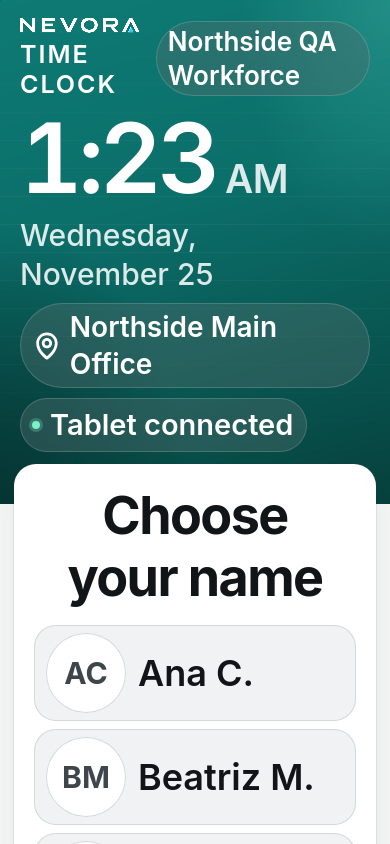 NEVORA
TIME
CLOCK
Northside QA
Workforce
1:23 AM
Wednesday,
November 25
Northside Main
Office
Tablet connected
Choose
your name
AC
Ana C.
BM
Beatriz M.